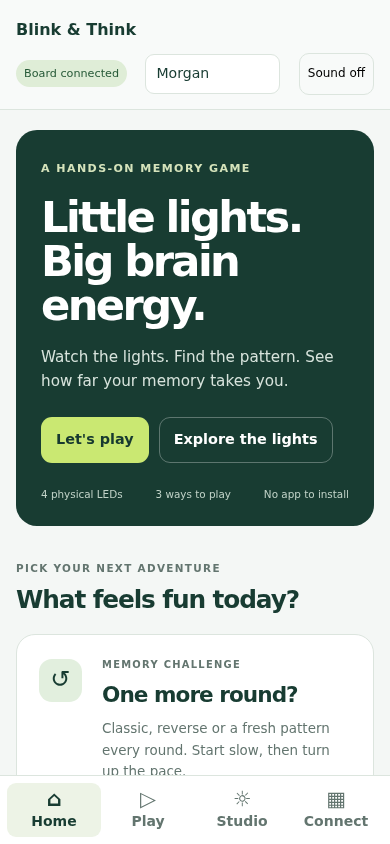 Blink & Think
Board connected
Morgan
Sound off
A HANDS-ON MEMORY GAME
Little lights.
Big brain
energy.
Watch the lights. Find the pattern. See
how far your memory takes you.
Let's play
Explore the lights
4 physical LEDs
3 ways to play
No app to install
PICK YOUR NEXT ADVENTURE
What feels fun today?
MEMORY CHALLENGE
One more round?
Classic, reverse or a fresh pattern
every round. Start slow, then turn
up the pace.
Home
Play
Studio
Connect